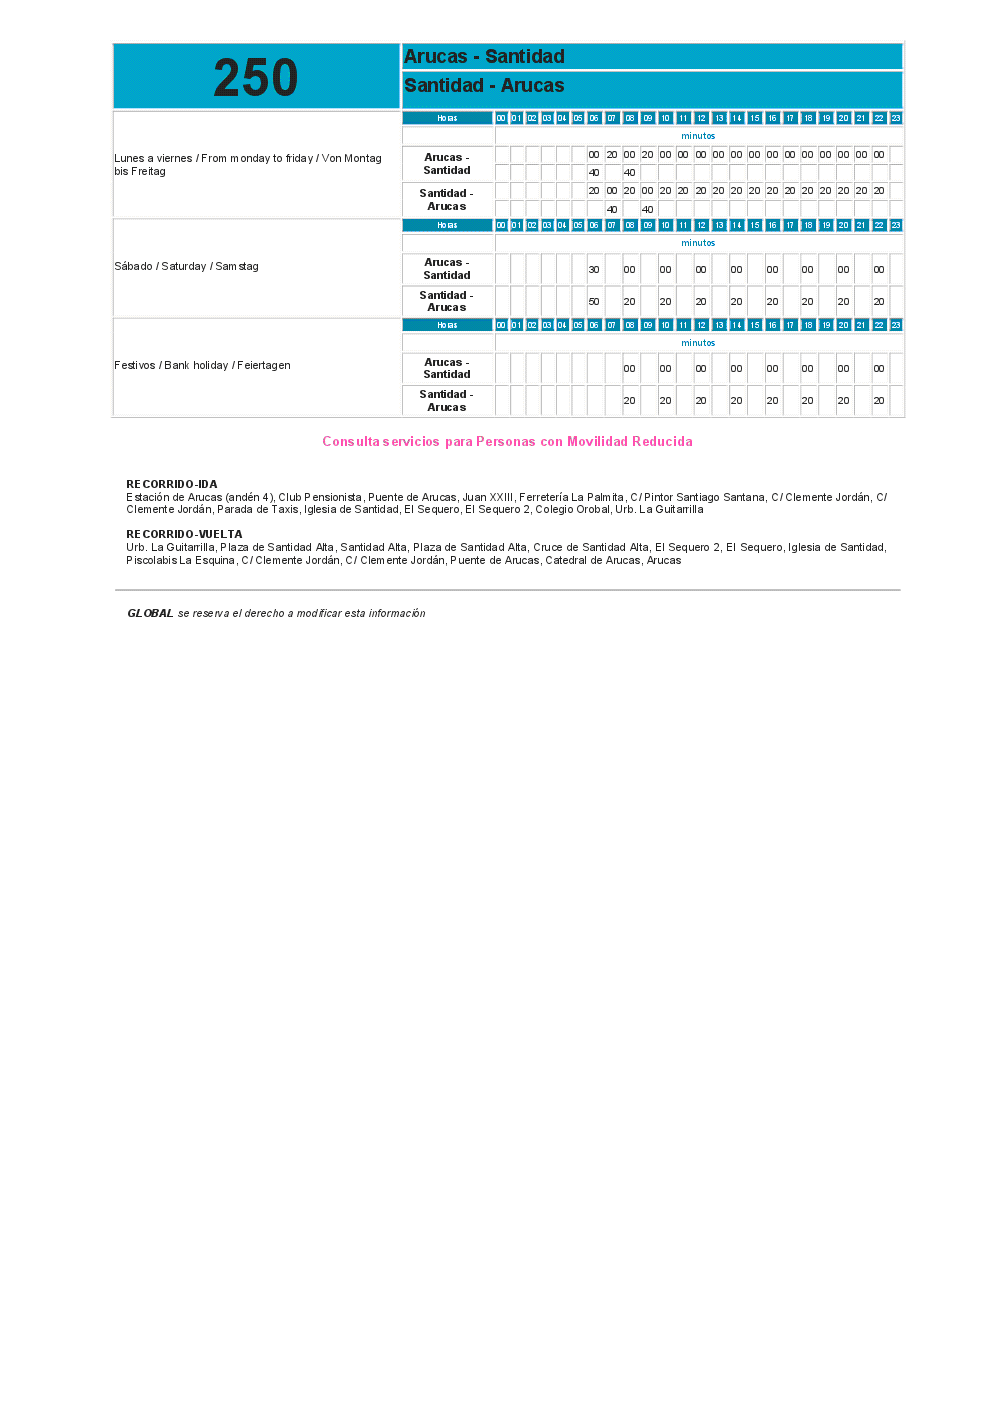 250
Arucas - Santidad
Santidad - Arucas
Lunes a viernes / From monday to friday / Von Montag
bis Freitag
Horas 00 01 02 03 04 05 06 07 08 09 10 11 12 13 14 15 16 17 18 19 20 21 22 23
minutos
Arucas -
Santidad
00 20 00 20 00 00 00 00 00 00 00 00 00 00 00 00 00
40 40
Santidad -
Arucas
20 00 20 00 20 20 20 20 20 20 20 20 20 20 20 20 20
40 40
Sábado / Saturday / Samstag
Horas 00 01 02 03 04 05 06 07 08 09 10 11 12 13 14 15 16 17 18 19 20 21 22 23
minutos
Arucas -
Santidad
30 00 00 00 00 00 00 00 00
Santidad -
Arucas
50 20 20 20 20 20 20 20 20
Festivos / Bank holiday / Feiertagen
Horas 00 01 02 03 04 05 06 07 08 09 10 11 12 13 14 15 16 17 18 19 20 21 22 23
minutos
Arucas -
Santidad
00 00 00 00 00 00 00 00
Santidad -
Arucas
20 20 20 20 20 20 20 20
Consulta servicios para Personas con Movilidad Reducida
RECORRIDO-IDA
Estación de Arucas (andén 4), Club Pensionista, Puente de Arucas, Juan XXIII, Ferretería La Palmita, C/ Pintor Santiago Santana, C/ Clemente Jordán, C/
Clemente Jordán, Parada de Taxis, Iglesia de Santidad, El Sequero, El Sequero 2, Colegio Orobal, Urb. La Guitarrilla
RECORRIDO-VUELTA
Urb. La Guitarrilla, Plaza de Santidad Alta, Santidad Alta, Plaza de Santidad Alta, Cruce de Santidad Alta, El Sequero 2, El Sequero, Iglesia de Santidad,
Piscolabis La Esquina, C/ Clemente Jordán, C/ Clemente Jordán, Puente de Arucas, Catedral de Arucas, Arucas
GLOBAL se reserva el derecho a modificar esta información